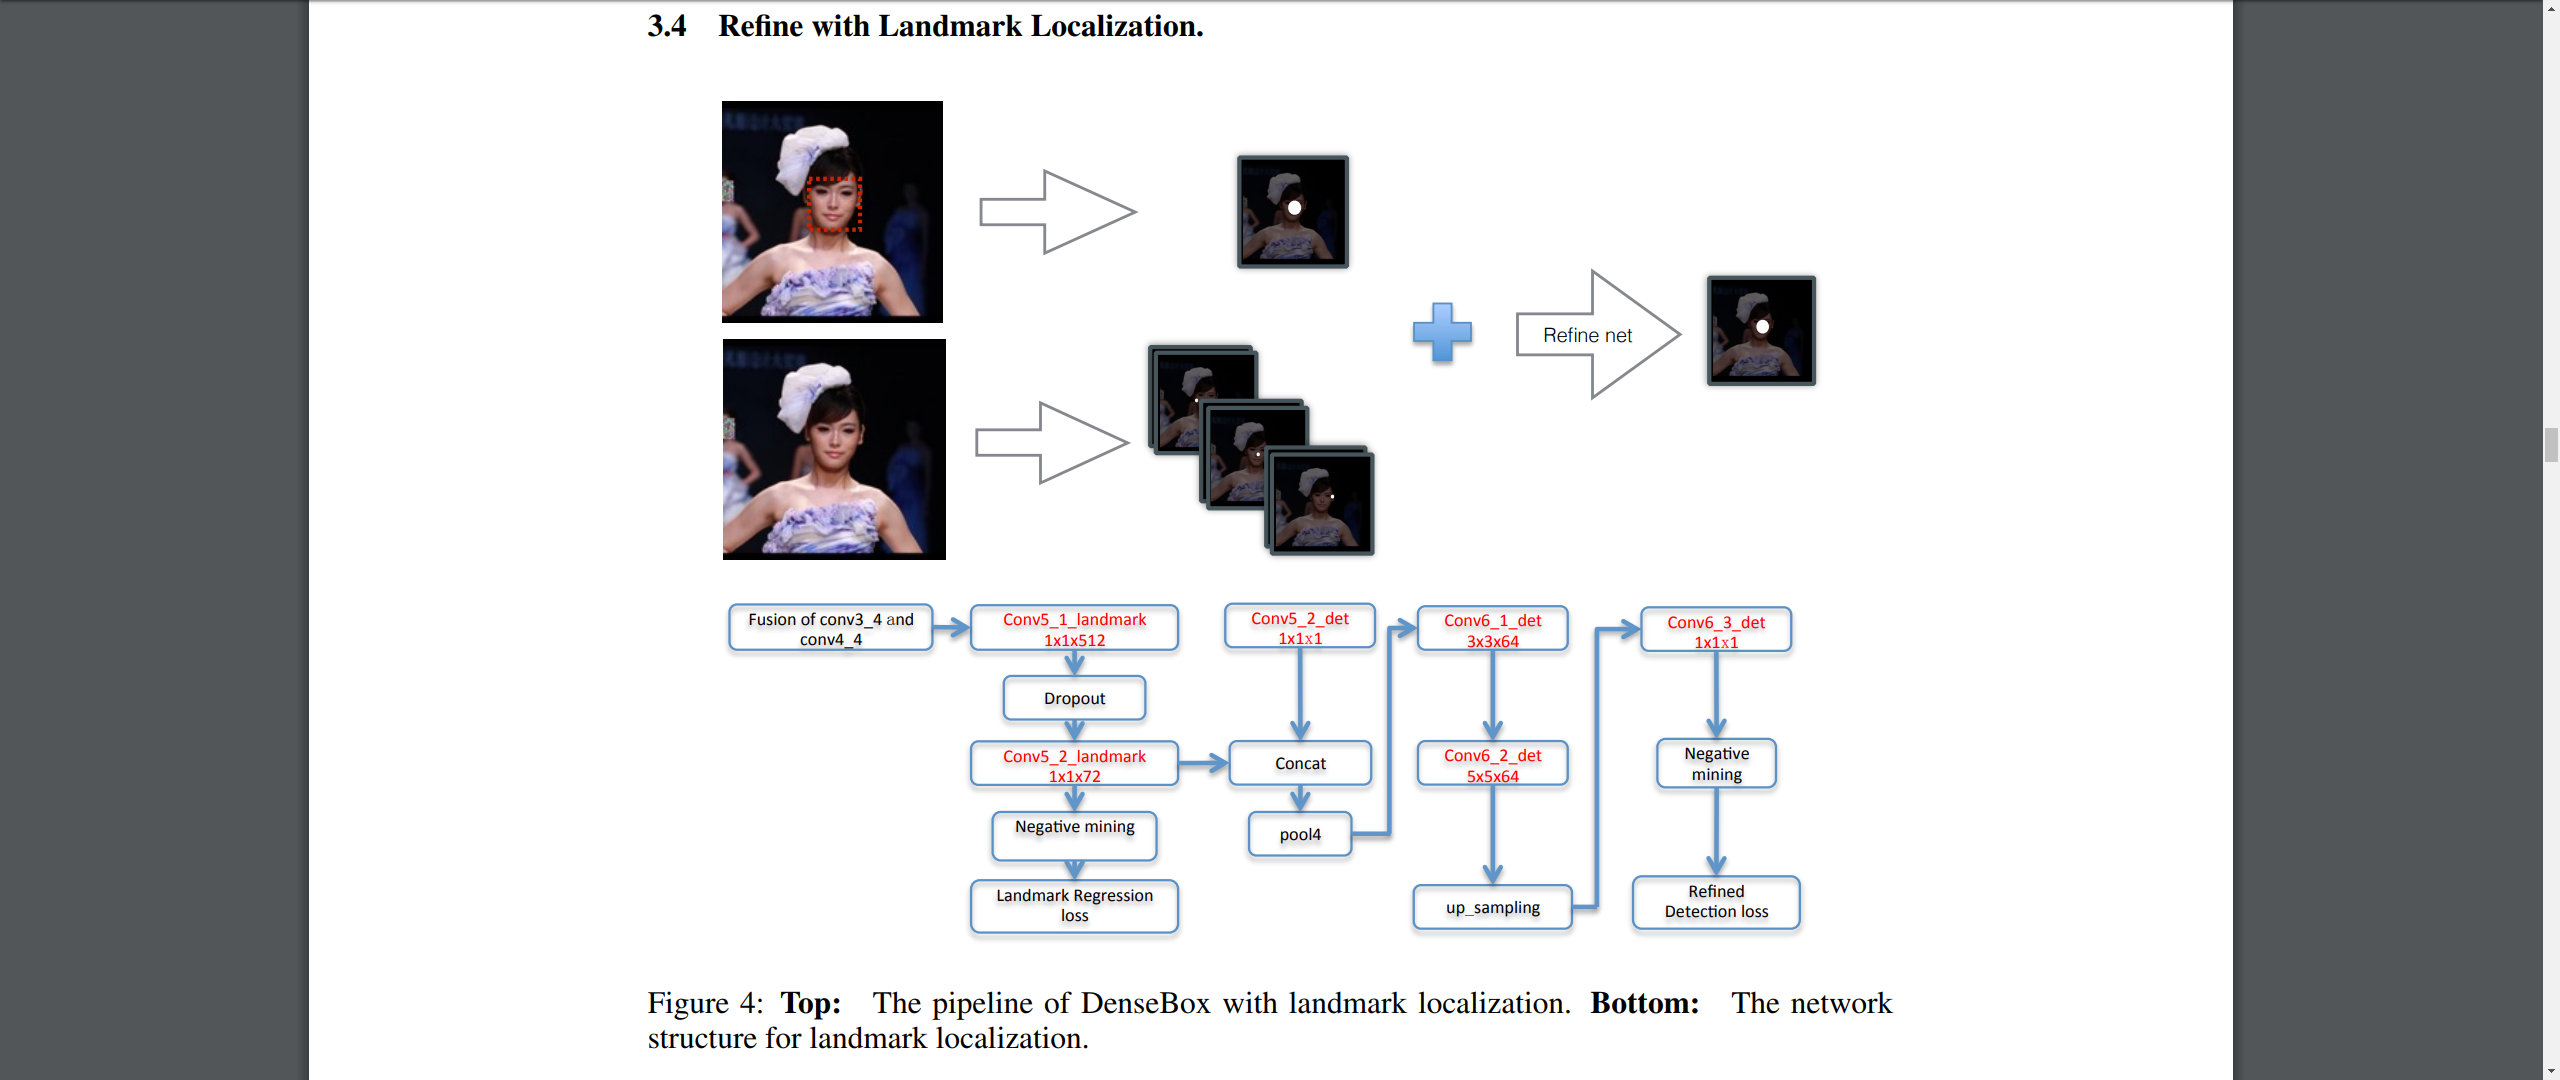 3.4 Refine with Landmark Localization.
Refine net
Fusion of conv3_4 and
conv4_4
Conv5_1_landmark
1x1x512
Dropout
Conv5_2_landmark
1x1x72
Negative mining
Landmark Regression
loss
Conv5_2_det
1x1x1
Concat
pool4
Conv6_1_det
3x3x64
Conv6_2_det
5x5x64
up_sampling
Conv6_3_det
1x1x1
Negative
mining
Refined
Detection loss
Figure 4: Top: The pipeline of DenseBox with landmark localization. Bottom: The network
structure for landmark localization.